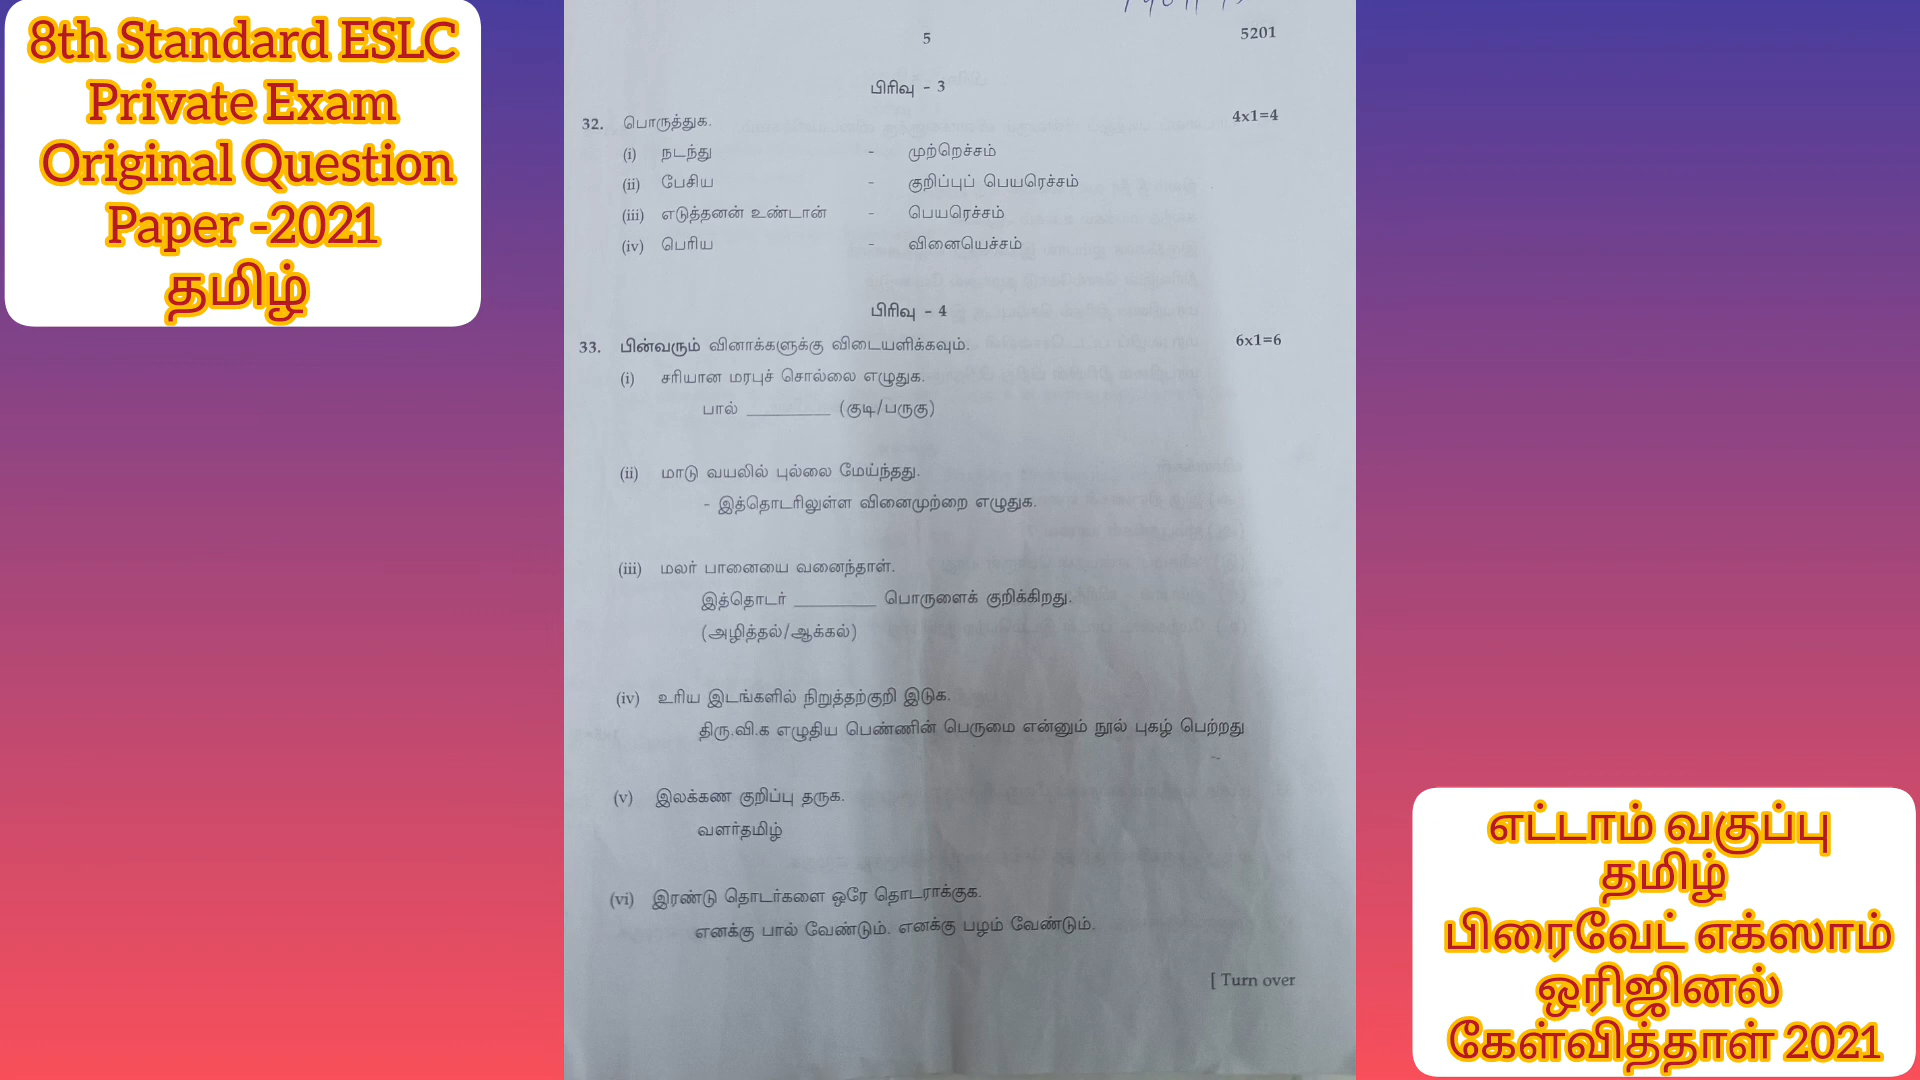 8th Standard ESLC
Private Exam
Original Question
Paper -2021
தமிழ்
5
5201
பிரிவு - 3
32. பொருத்துக. 4x1=4
(i) நடந்து - முற்றெச்சம்
(ii) பேசிய - குறிப்புப் பெயரெச்சம்
(iii) எடுத்தனன் உண்டான் - பெயரெச்சம்
(iv) பெரிய - வினையெச்சம்
பிரிவு - 4
33. பின்வரும் வினாக்களுக்கு விடையளிக்கவும். 6x1=6
(i) சரியான மரபுச் சொல்லை எழுதுக.
பால் __________ (குடி/பருகு)
(ii) மாடு வயலில் புல்லை மேய்ந்தது.
- இத்தொடரிலுள்ள வினைமுற்றை எழுதுக.
(iii) மலர் பானையை வனைந்தாள்.
இத்தொடர் __________ பொருளைக் குறிக்கிறது.
(அழித்தல்/ஆக்கல்)
(iv) உரிய இடங்களில் நிறுத்தற்குறி இடுக.
திரு.வி.க எழுதிய பெண்ணின் பெருமை என்னும் நூல் புகழ் பெற்றது
(v) இலக்கண குறிப்பு தருக.
வளர்தமிழ்
(vi) இரண்டு தொடர்களை ஒரே தொடராக்குக.
எனக்கு பால் வேண்டும். எனக்கு பழம் வேண்டும்.
[ Turn over
எட்டாம் வகுப்பு
தமிழ்
பிரைவேட் எக்ஸாம்
ஒரிஜினல்
கேள்வித்தாள் 2021